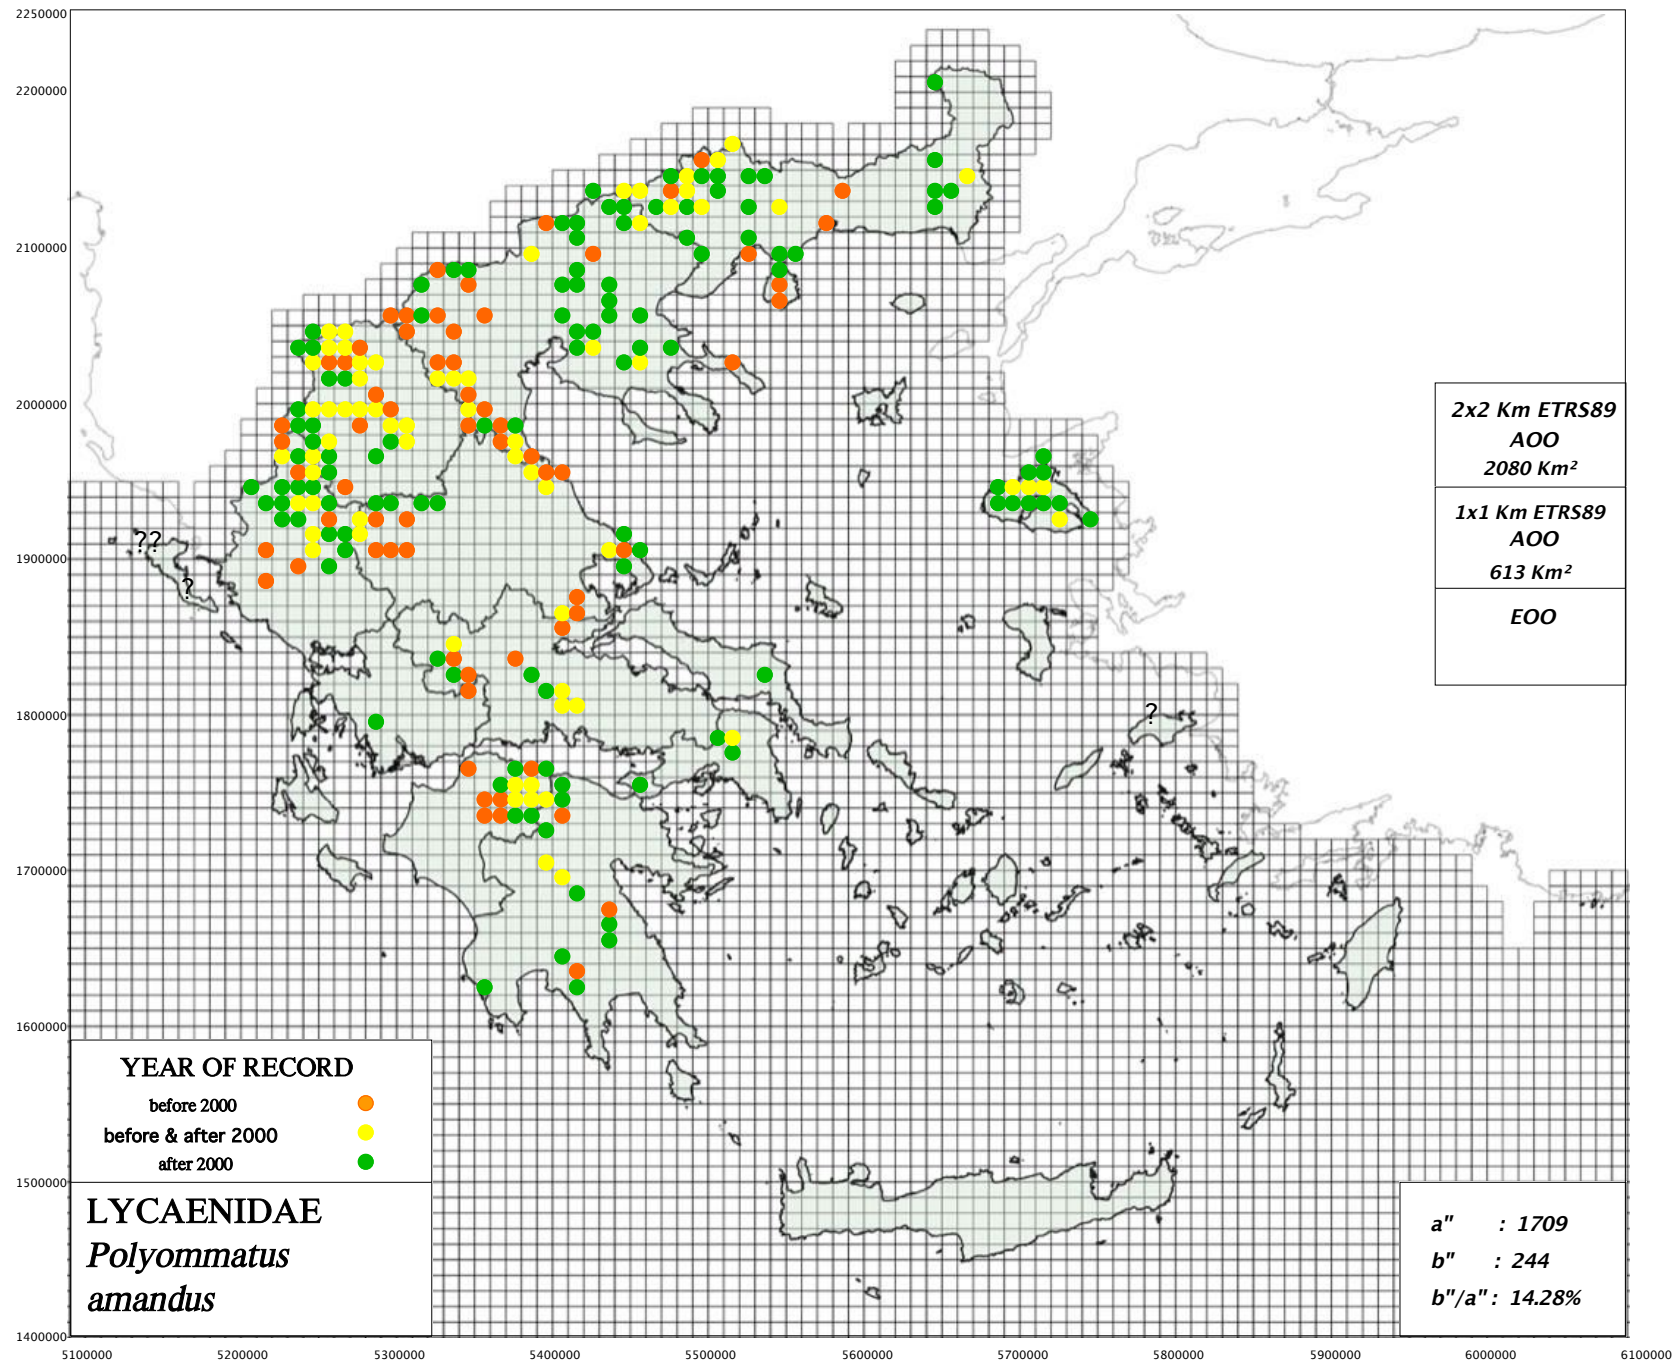 2250000
2200000
2100000
2000000
1900000
1800000
1700000
1600000
1500000
1400000
??
?
?
2x2 Km ETRS89
AOO
2080 Km²
1x1 Km ETRS89
AOO
613 Km²
EOO
YEAR OF RECORD
before 2000
before & after 2000
after 2000
LYCAENIDAE
Polyommatus
amandus
a" : 1709
b" : 244
b"/a" : 14.28%
5100000 5200000 5300000 5400000 5500000 5600000 5700000 5800000 5900000 6000000 6100000